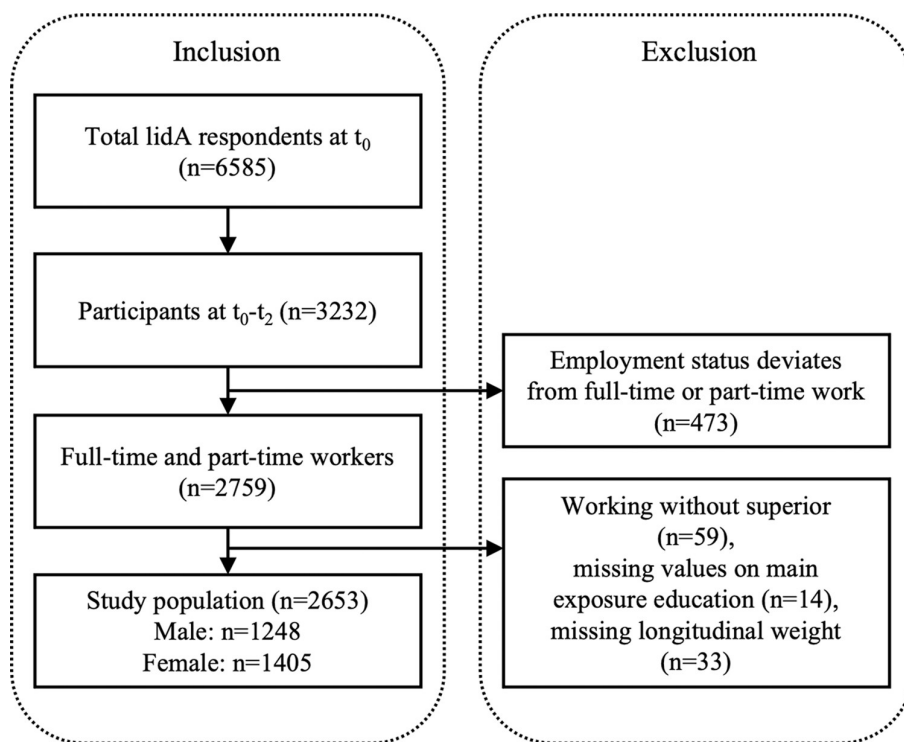 Inclusion
Total lidA respondents at t₀
(n=6585)
Participants at t₀-t₂ (n=3232)
Full-time and part-time workers
(n=2759)
Study population (n=2653)
Male: n=1248
Female: n=1405
Exclusion
Employment status deviates
from full-time or part-time work
(n=473)
Working without superior
(n=59),
missing values on main
exposure education (n=14),
missing longitudinal weight
(n=33)